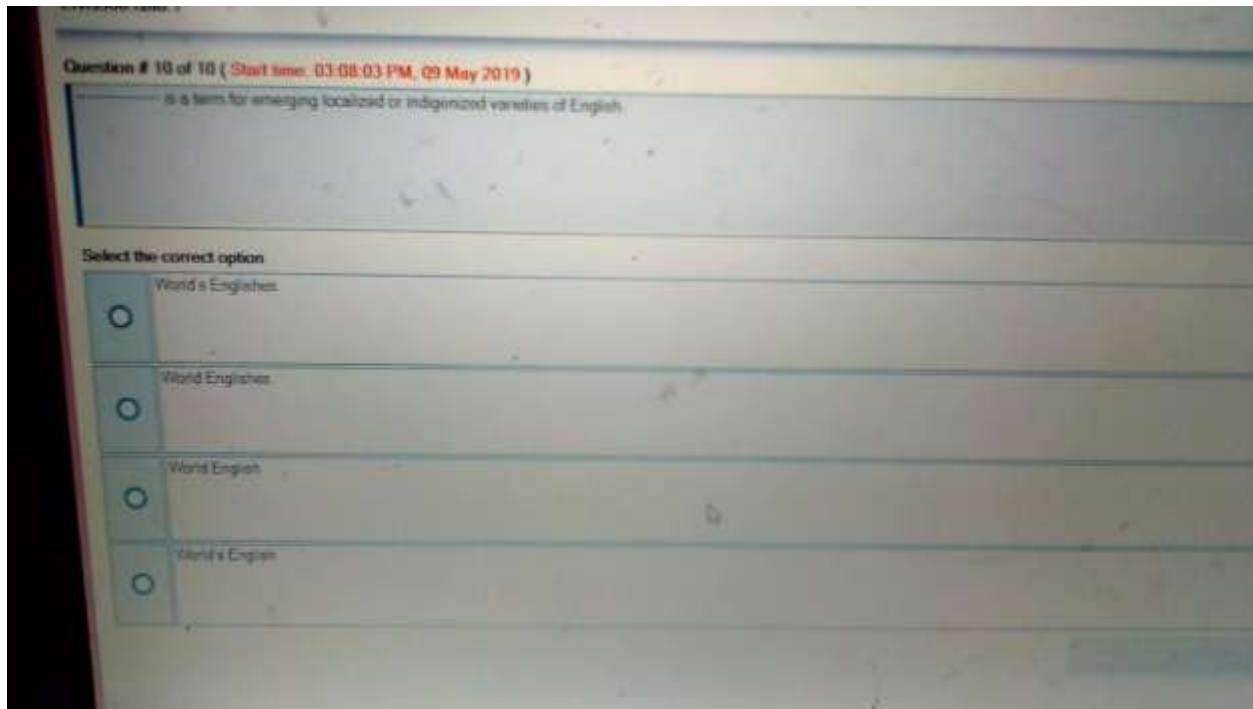 Question # 10 of 10 ( Start time: 03:08:03 PM, 09 May 2019 )
---------------- is a term for emerging localized or indigenized varieties of English.
Select the correct option
World's Englishes.
World Englishes.
World English
World's English